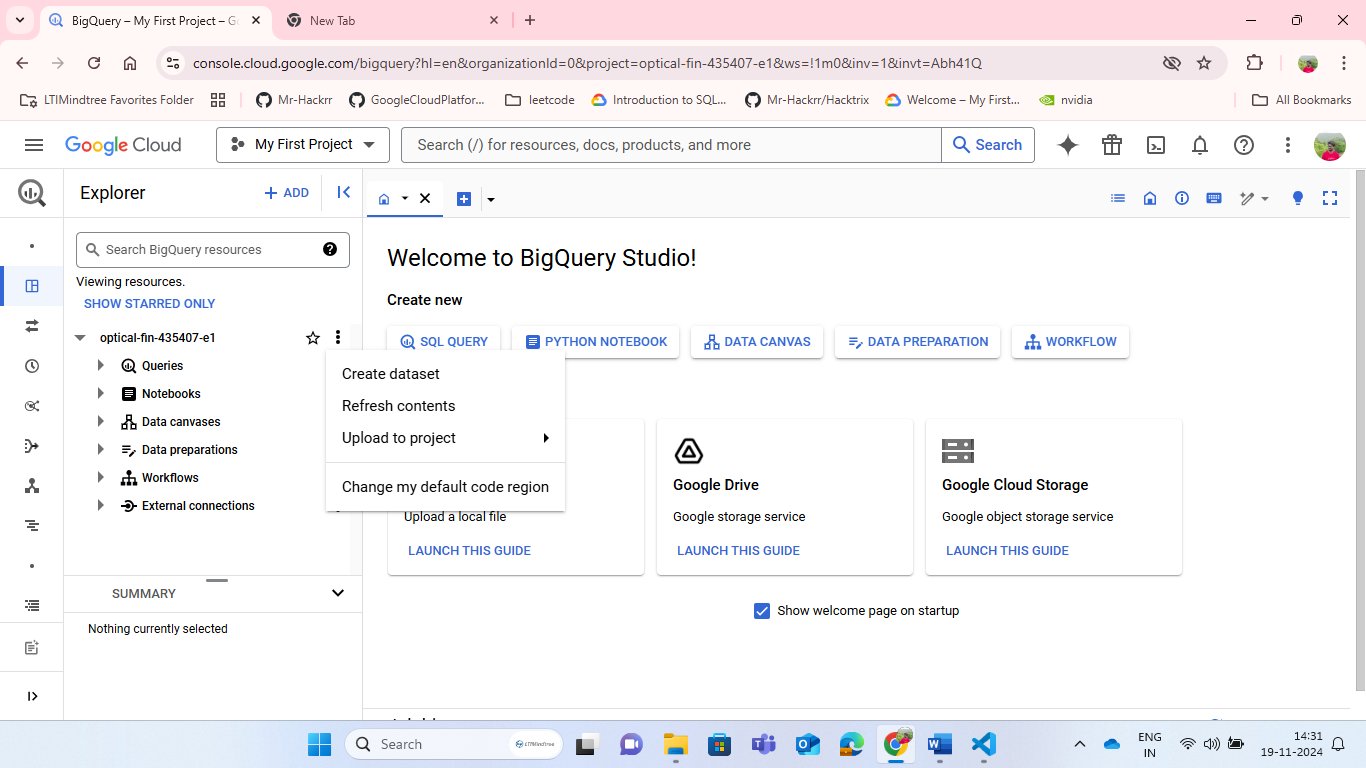 BigQuery – My First Project – Go
New Tab
console.cloud.google.com/bigquery?hl=en&organizationId=0&project=optical-fin-435407-e1&ws=!1m0&inv=1&invt=Abh41Q
LTIMindtree Favorites Folder
Mr-Hackrr
GoogleCloudPlatfor...
leetcode
Introduction to SQL...
Mr-Hackrr/Hacktrix
Welcome – My First...
nvidia
All Bookmarks
Google Cloud
My First Project
Search (/) for resources, docs, products, and more
Search
Explorer
ADD
Search BigQuery resources
Viewing resources.
SHOW STARRED ONLY
optical-fin-435407-e1
Queries
Notebooks
Data canvases
Data preparations
Workflows
External connections
Create dataset
Refresh contents
Upload to project
Change my default code region
SUMMARY
Nothing currently selected
Welcome to BigQuery Studio!
Create new
SQL QUERY
PYTHON NOTEBOOK
DATA CANVAS
DATA PREPARATION
WORKFLOW
Upload a local file
LAUNCH THIS GUIDE
Google Drive
Google storage service
LAUNCH THIS GUIDE
Google Cloud Storage
Google object storage service
LAUNCH THIS GUIDE
Show welcome page on startup
Search
LTIMindtree
ENG
IN
14:31
19-11-2024